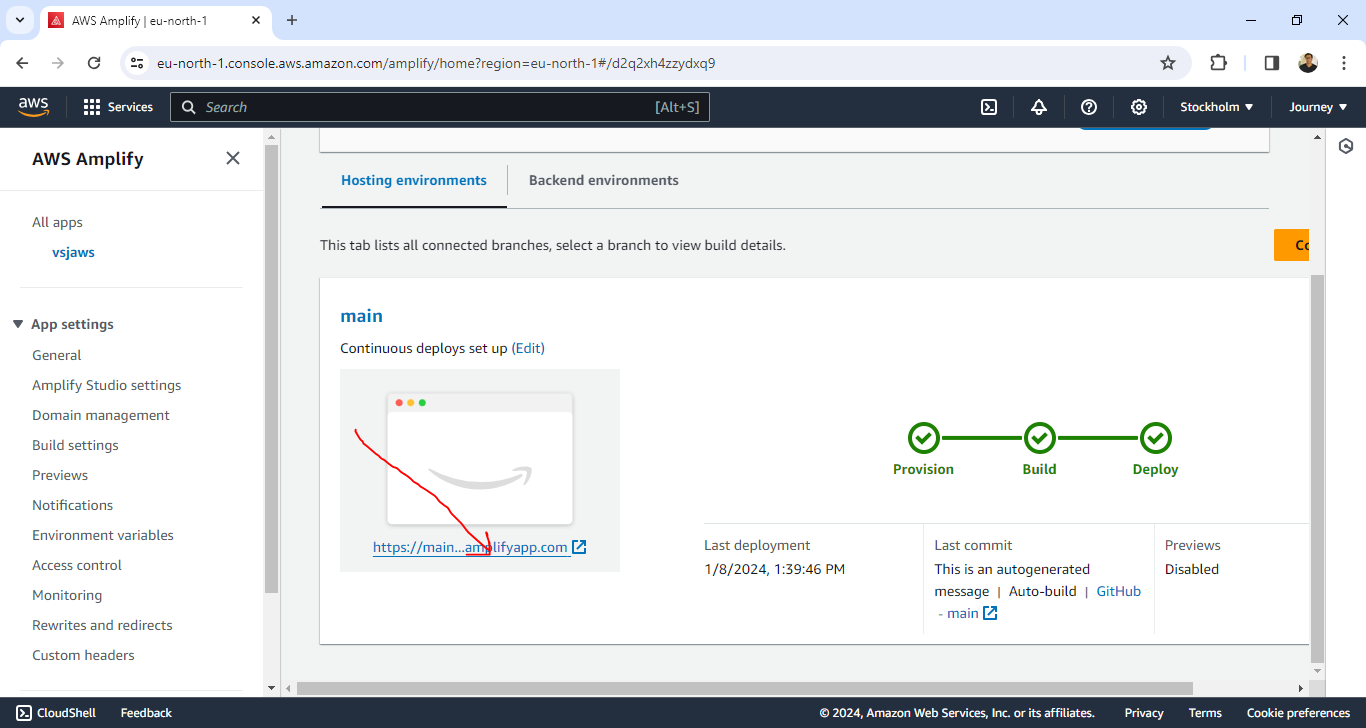 AWS Amplify | eu-north-1
eu-north-1.console.aws.amazon.com/amplify/home?region=eu-north-1#/d2q2xh4zzydxq9
aws
Services
Search
[Alt+S]
Stockholm
Journey
AWS Amplify
All apps
vsjaws
App settings
General
Amplify Studio settings
Domain management
Build settings
Previews
Notifications
Environment variables
Access control
Monitoring
Rewrites and redirects
Custom headers
Hosting environments
Backend environments
This tab lists all connected branches, select a branch to view build details.
main
Continuous deploys set up (Edit)
https://main...amplifyapp.com
Provision
Build
Deploy
Last deployment
1/8/2024, 1:39:46 PM
Last commit
This is an autogenerated
message | Auto-build | GitHub
- main
Previews
Disabled
CloudShell
Feedback
© 2024, Amazon Web Services, Inc. or its affiliates.
Privacy
Terms
Cookie preferences